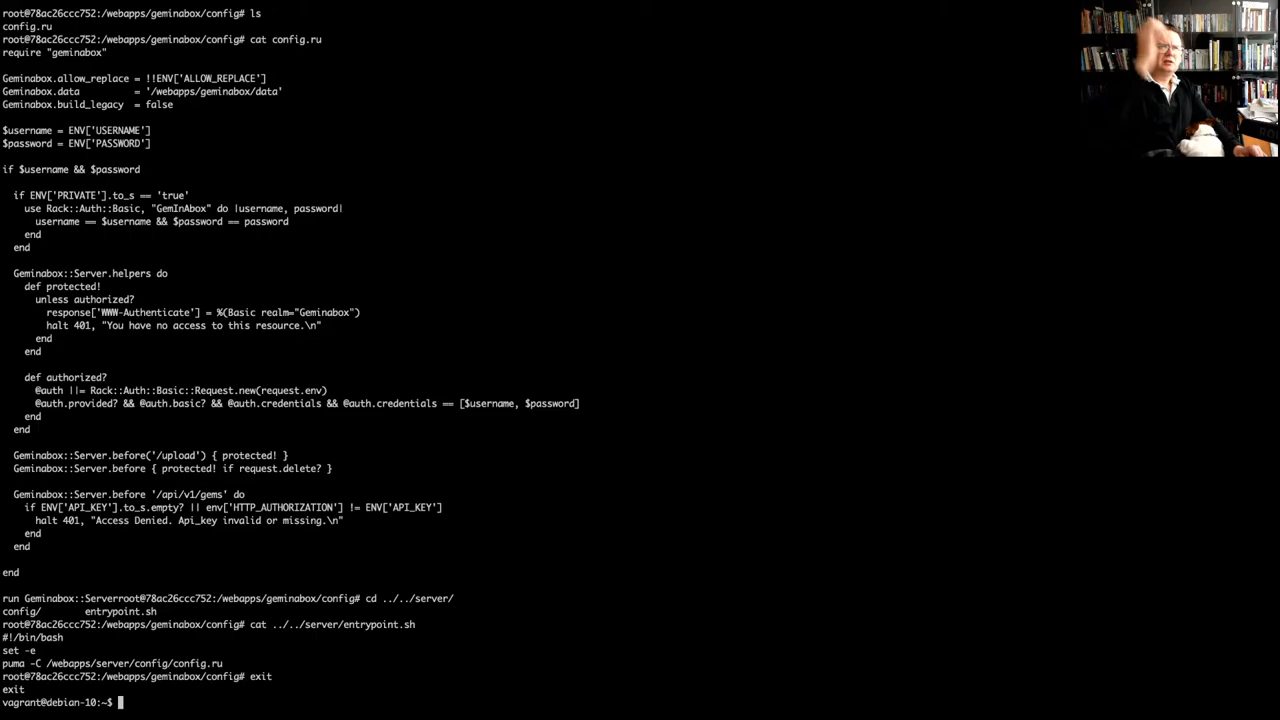 root@78ac26ccc752:/webapps/geminabox/config# ls
config.ru
root@78ac26ccc752:/webapps/geminabox/config# cat config.ru
require "geminabox"

Geminabox.allow_replace = !!ENV['ALLOW_REPLACE']
Geminabox.data          = '/webapps/geminabox/data'
Geminabox.build_legacy  = false

$username = ENV['USERNAME']
$password = ENV['PASSWORD']

if $username && $password

  if ENV['PRIVATE'].to_s == 'true'
    use Rack::Auth::Basic, "GemInAbox" do |username, password|
      username == $username && $password == password
    end
  end

  Geminabox::Server.helpers do
    def protected!
      unless authorized?
        response['WWW-Authenticate'] = %(Basic realm="Geminabox")
        halt 401, "You have no access to this resource.\n"
      end
    end

    def authorized?
      @auth ||= Rack::Auth::Basic::Request.new(request.env)
      @auth.provided? && @auth.basic? && @auth.credentials && @auth.credentials == [$username, $password]
    end
  end

  Geminabox::Server.before('/upload') { protected! }
  Geminabox::Server.before { protected! if request.delete? }

  Geminabox::Server.before '/api/v1/gems' do
    if ENV['API_KEY'].to_s.empty? || env['HTTP_AUTHORIZATION'] != ENV['API_KEY']
      halt 401, "Access Denied. Api_key invalid or missing.\n"
    end
  end

end

run Geminabox::Serverroot@78ac26ccc752:/webapps/geminabox/config# cd ../../server/
config/        entrypoint.sh
root@78ac26ccc752:/webapps/geminabox/config# cat ../../server/entrypoint.sh
#!/bin/bash
set -e
puma -C /webapps/server/config/config.ru
root@78ac26ccc752:/webapps/geminabox/config# exit
exit
vagrant@debian-10:~$